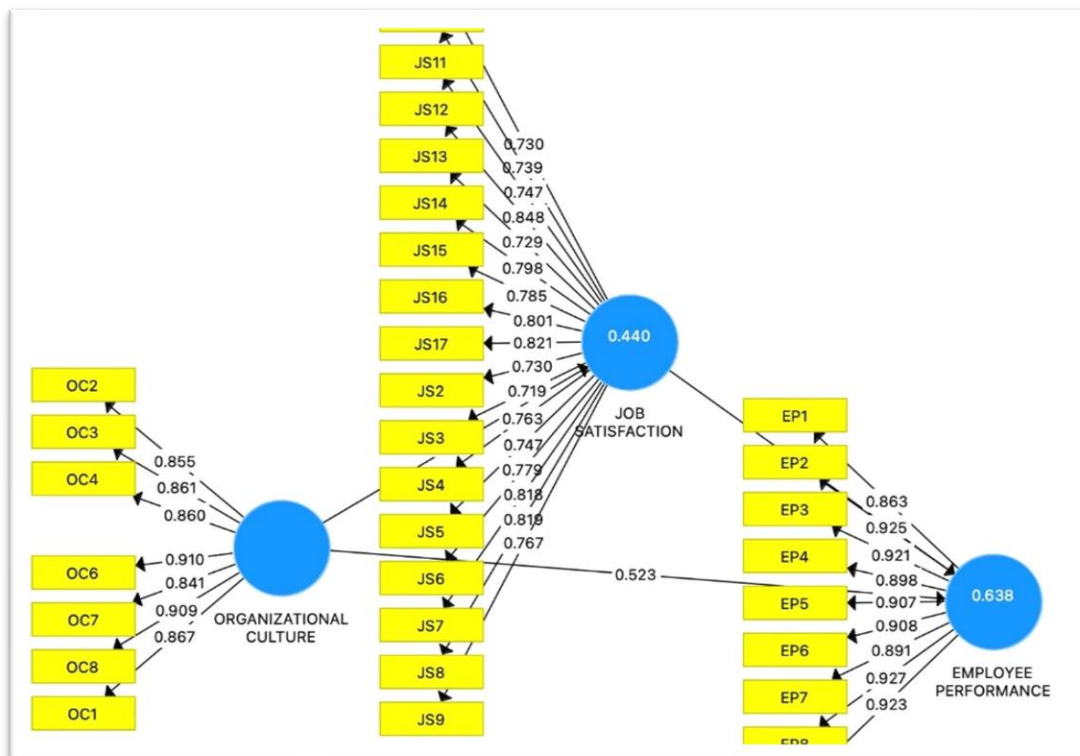 JS11
JS12
JS13
JS14
JS15
JS16
JS17
JS2
JS3
JS4
JS5
JS6
JS7
JS8
JS9
0.730
0.739
0.747
0.848
0.729
0.798
0.785
0.801
0.821
0.730
0.719
0.763
0.747
0.779
0.818
0.819
0.767
0.440
JOB
SATISFACTION
OC2
OC3
OC4
OC6
OC7
OC8
OC1
0.855
0.861
0.860
0.910
0.841
0.909
0.867
ORGANIZATIONAL
CULTURE
0.523
EP1
EP2
EP3
EP4
EP5
EP6
EP7
0.863
0.925
0.921
0.898
0.907
0.908
0.891
0.927
0.923
0.638
EMPLOYEE
PERFORMANCE